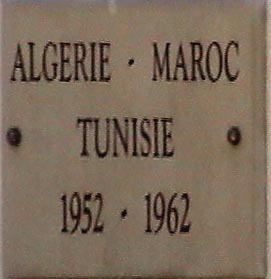 ALGERIE · MAROC
TUNISIE
1952 · 1962